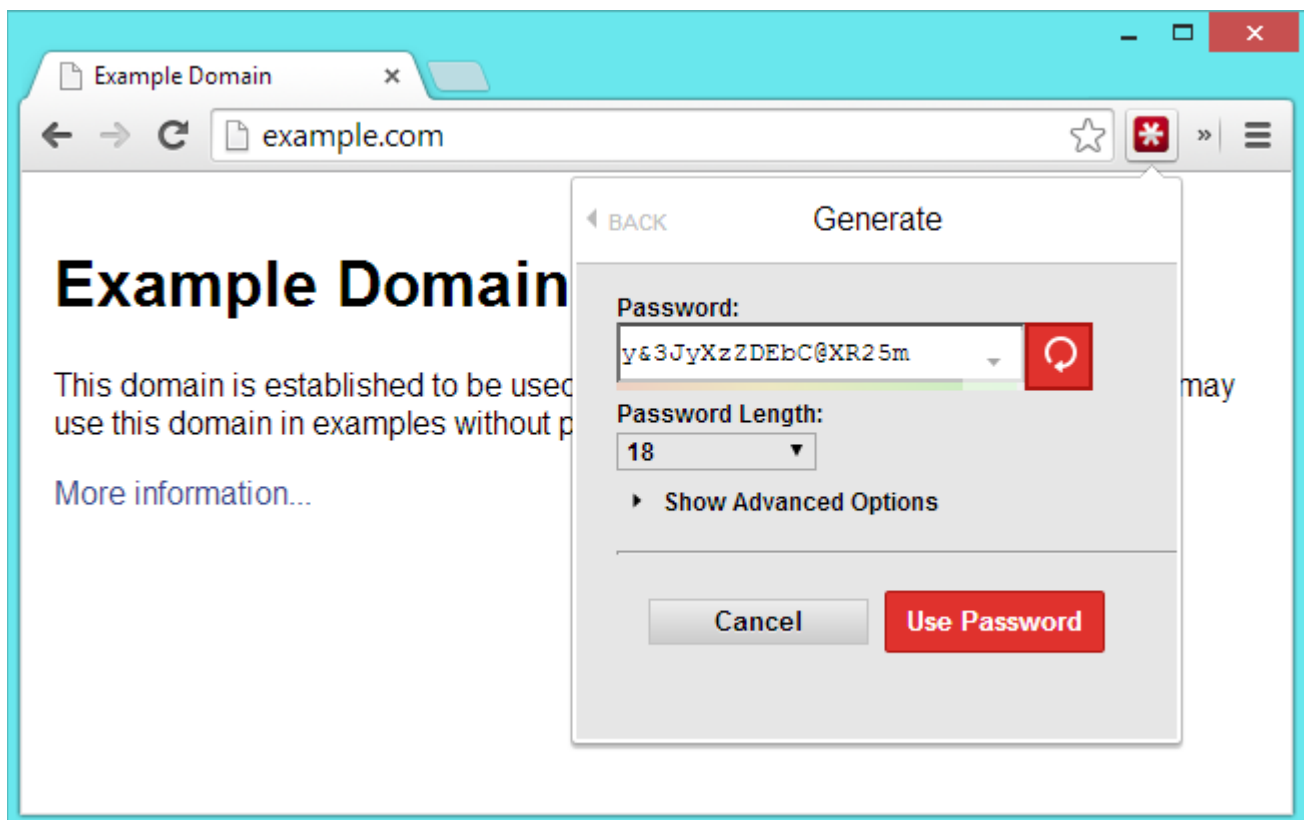 Example Domain
example.com
BACK
Generate
Example Domain
Password:
y&3JyXzZDEbC@XR25m
This domain is established to be used
may
use this domain in examples without p
Password Length:
18
More information...
Show Advanced Options
Cancel
Use Password